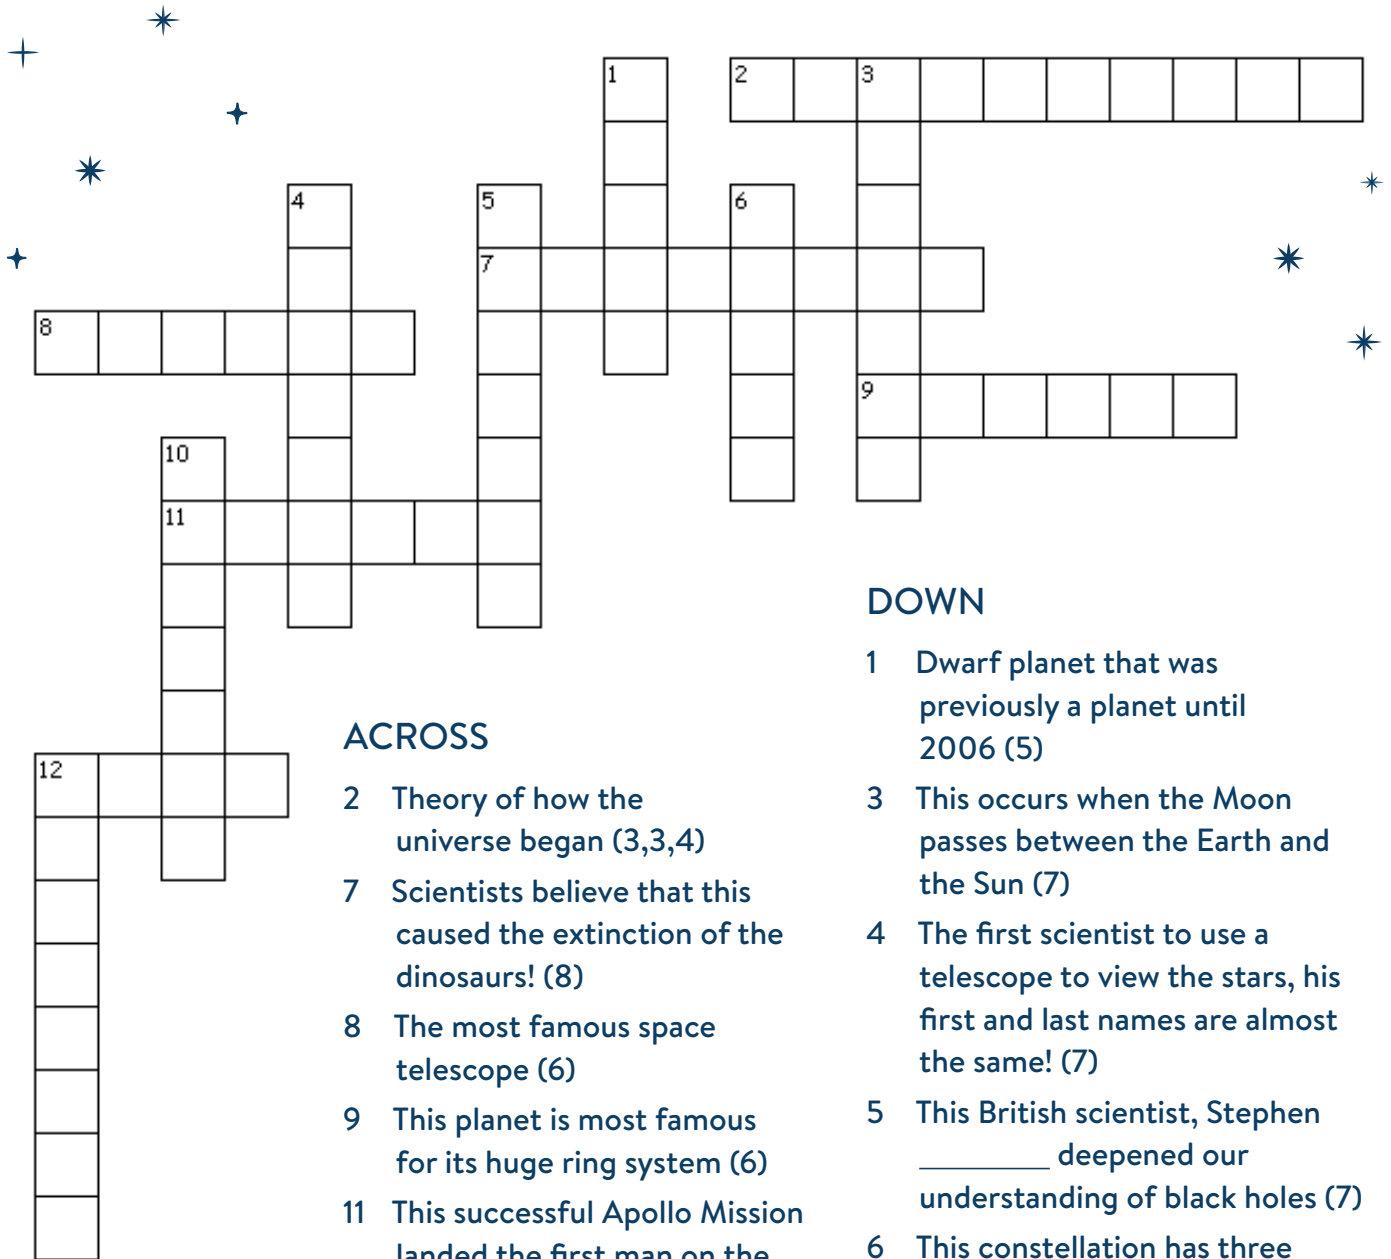 1
2
3
4
5
6
7
8
9
10
11
12
ACROSS
2 Theory of how the
universe began (3,3,4)
7 Scientists believe that this
caused the extinction of the
dinosaurs! (8)
8 The most famous space
telescope (6)
9 This planet is most famous
for its huge ring system (6)
11 This successful Apollo Mission
landed the first man on the
DOWN
1 Dwarf planet that was
previously a planet until
2006 (5)
3 This occurs when the Moon
passes between the Earth and
the Sun (7)
4 The first scientist to use a
telescope to view the stars, his
first and last names are almost
the same! (7)
5 This British scientist, Stephen
________ deepened our
understanding of black holes (7)
6 This constellation has three